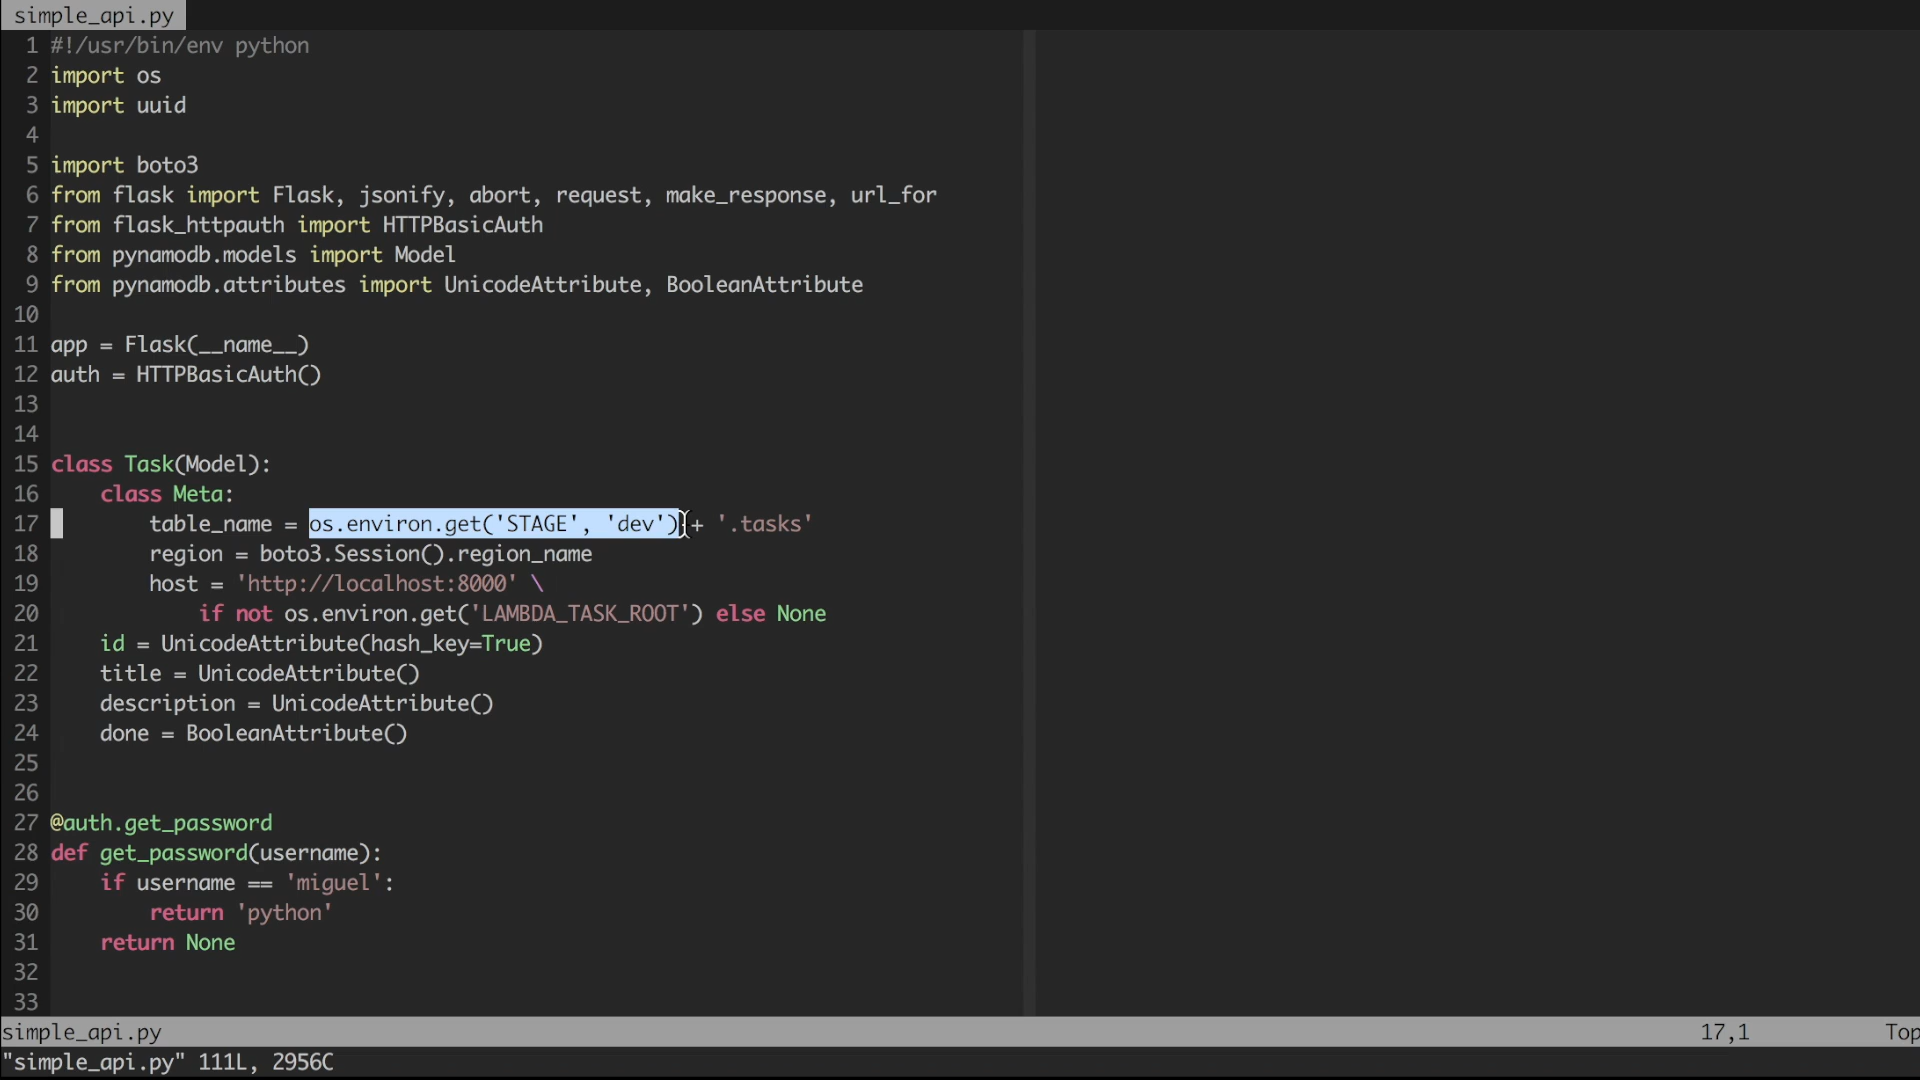 simple_api.py
1 #!/usr/bin/env python
2 import os
3 import uuid
4
5 import boto3
6 from flask import Flask, jsonify, abort, request, make_response, url_for
7 from flask_httpauth import HTTPBasicAuth
8 from pynamodb.models import Model
9 from pynamodb.attributes import UnicodeAttribute, BooleanAttribute
10
11 app = Flask(__name__)
12 auth = HTTPBasicAuth()
13
14
15 class Task(Model):
16     class Meta:
17         table_name = os.environ.get('STAGE', 'dev') + '.tasks'
18         region = boto3.Session().region_name
19         host = 'http://localhost:8000' \
20             if not os.environ.get('LAMBDA_TASK_ROOT') else None
21     id = UnicodeAttribute(hash_key=True)
22     title = UnicodeAttribute()
23     description = UnicodeAttribute()
24     done = BooleanAttribute()
25
26
27 @auth.get_password
28 def get_password(username):
29     if username == 'miguel':
30         return 'python'
31     return None
32
33
simple_api.py 17,1 Top
"simple_api.py" 111L, 2956C